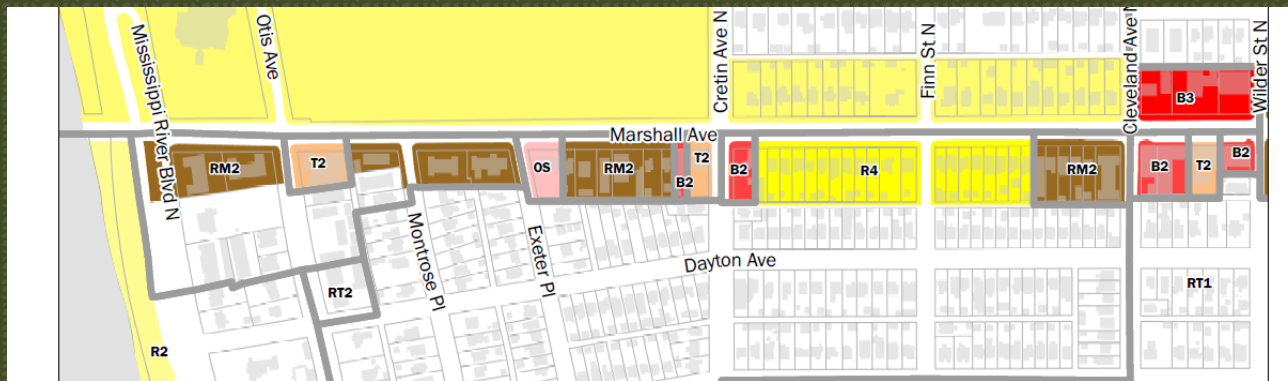 Mississippi River Blvd N
Otis Ave
Cretin Ave N
Finn St N
Cleveland Ave N
Wilder St N
B3
Marshall Ave
RM2
T2
OS
RM2
B2
T2
B2
R4
RM2
B2
T2
B2
Montrose Pl
Exeter Pl
Dayton Ave
RT2
RT1
R2